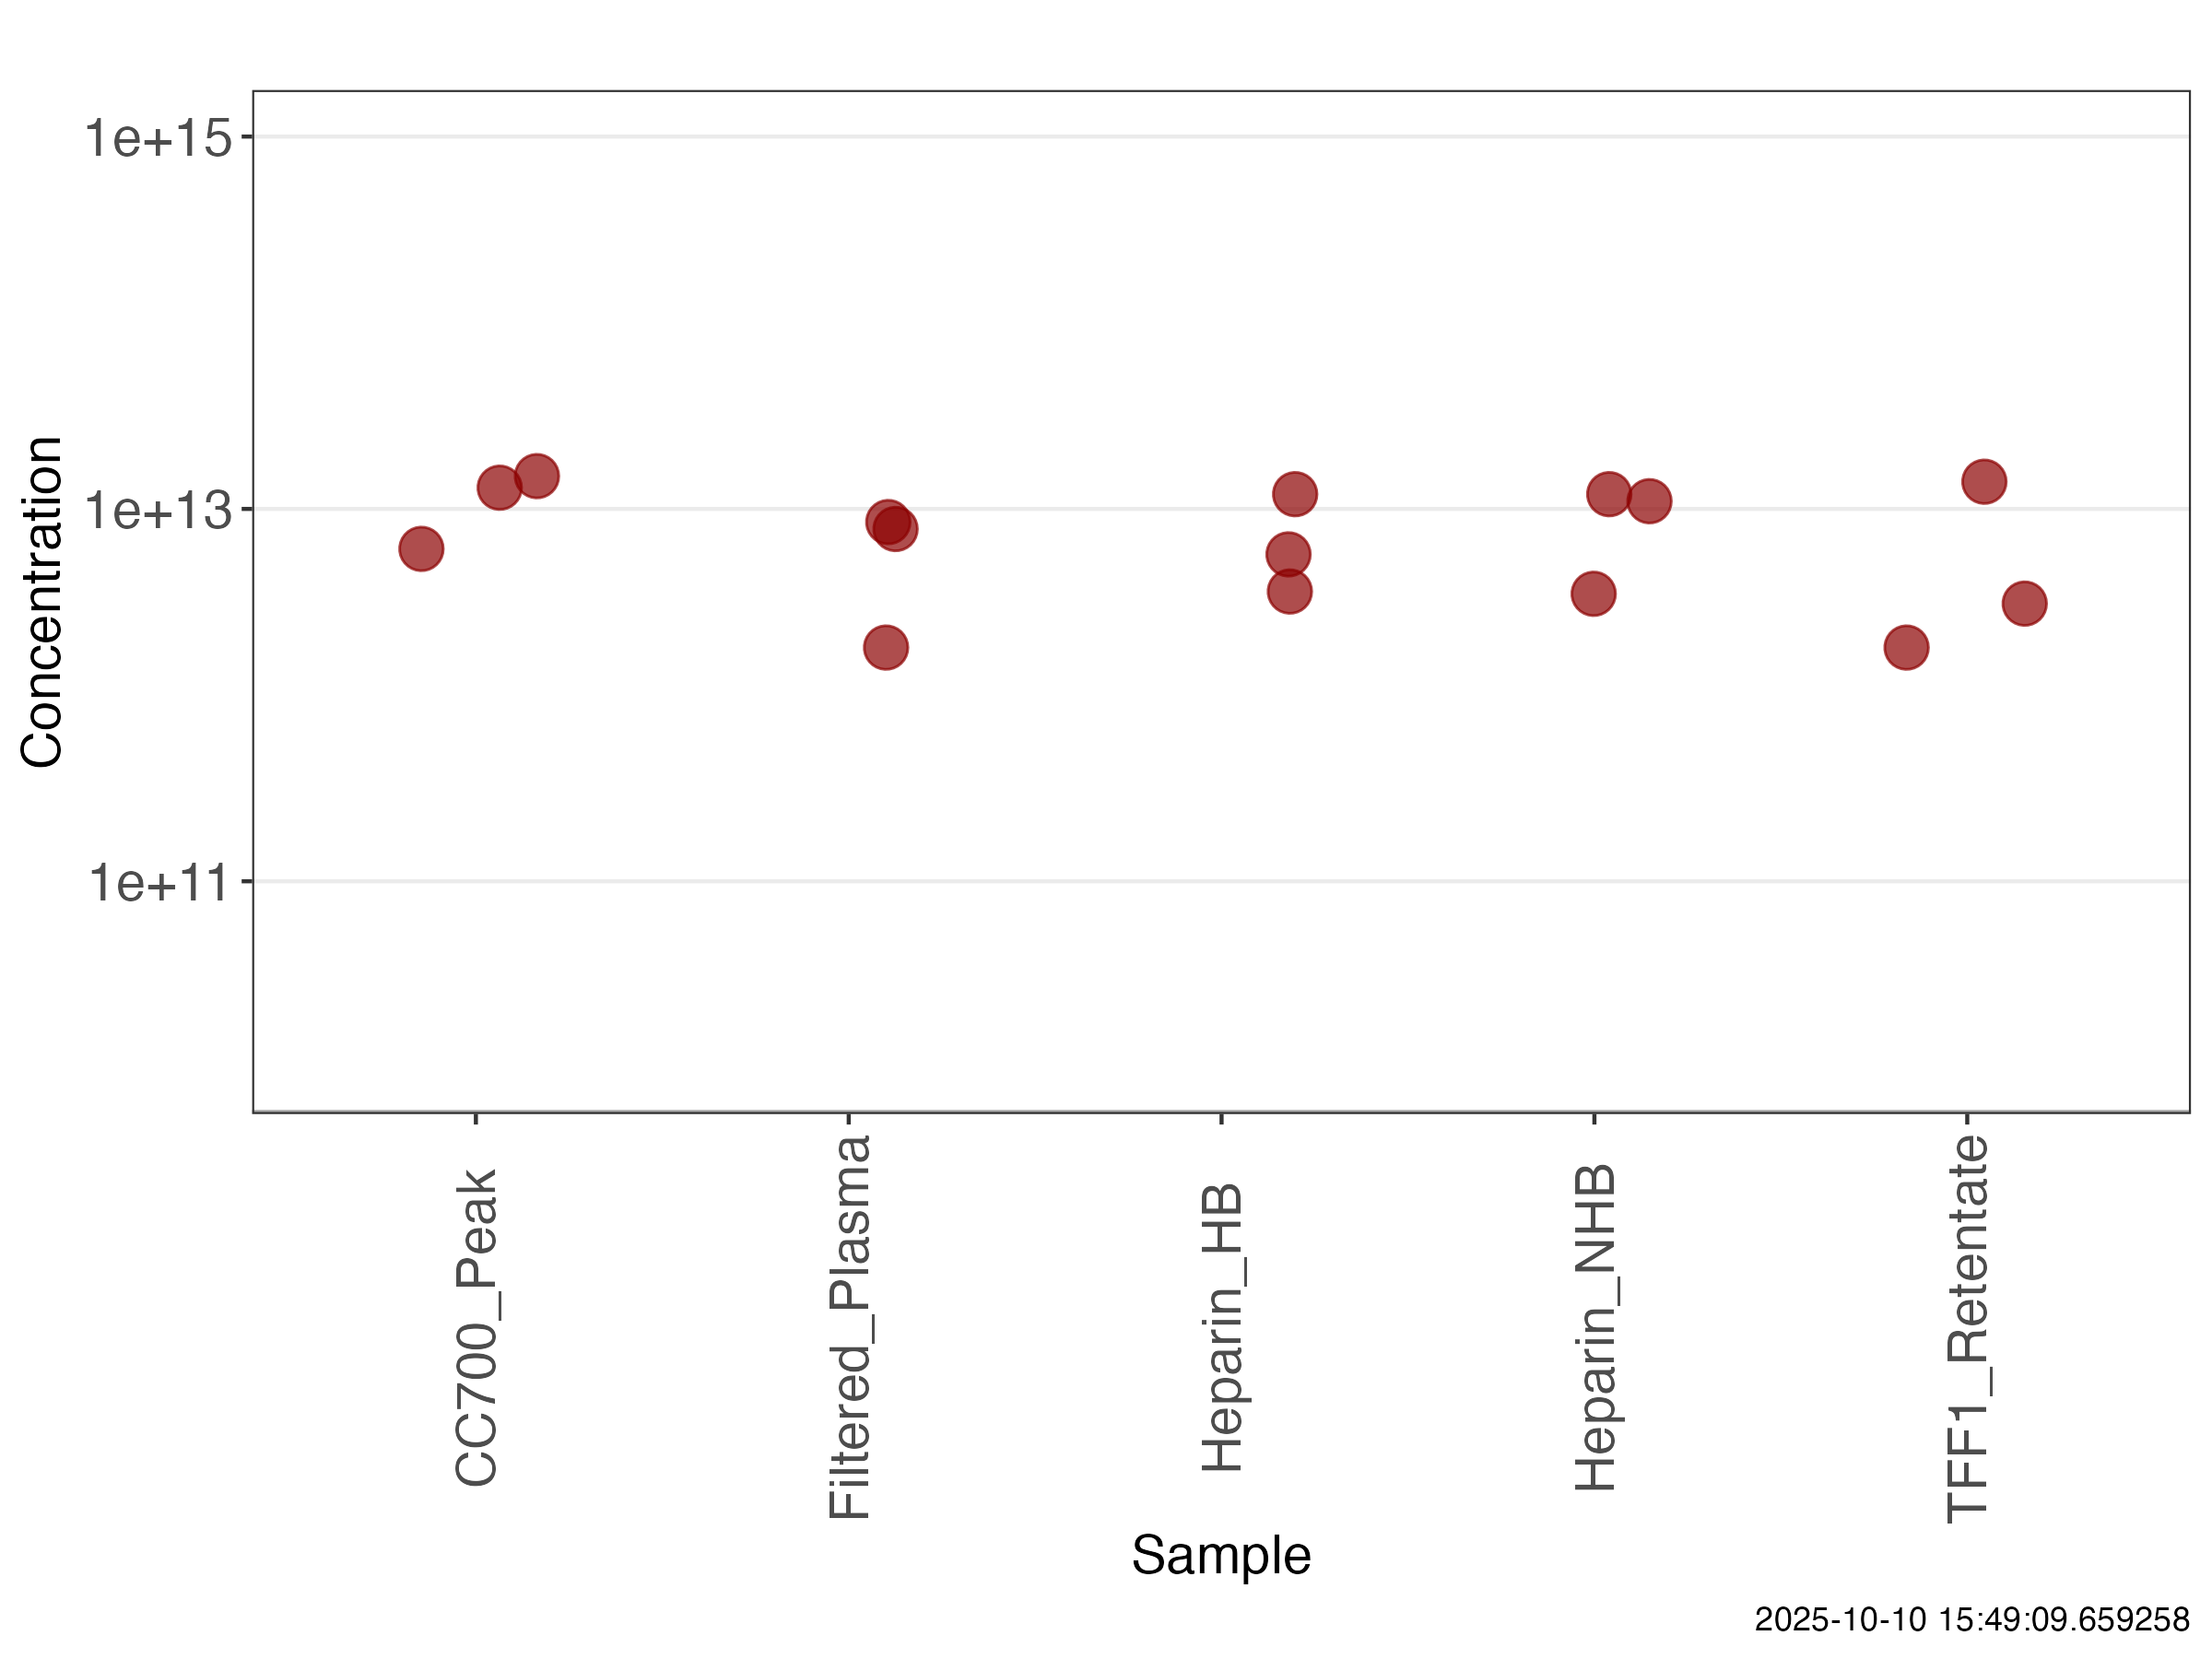 1e+15
1e+13
1e+11
Concentration
CC700_Peak
Filtered_Plasma
Heparin_HB
Heparin_NHB
TFF1_Retentate
Sample
2025-10-10 15:49:09.659258